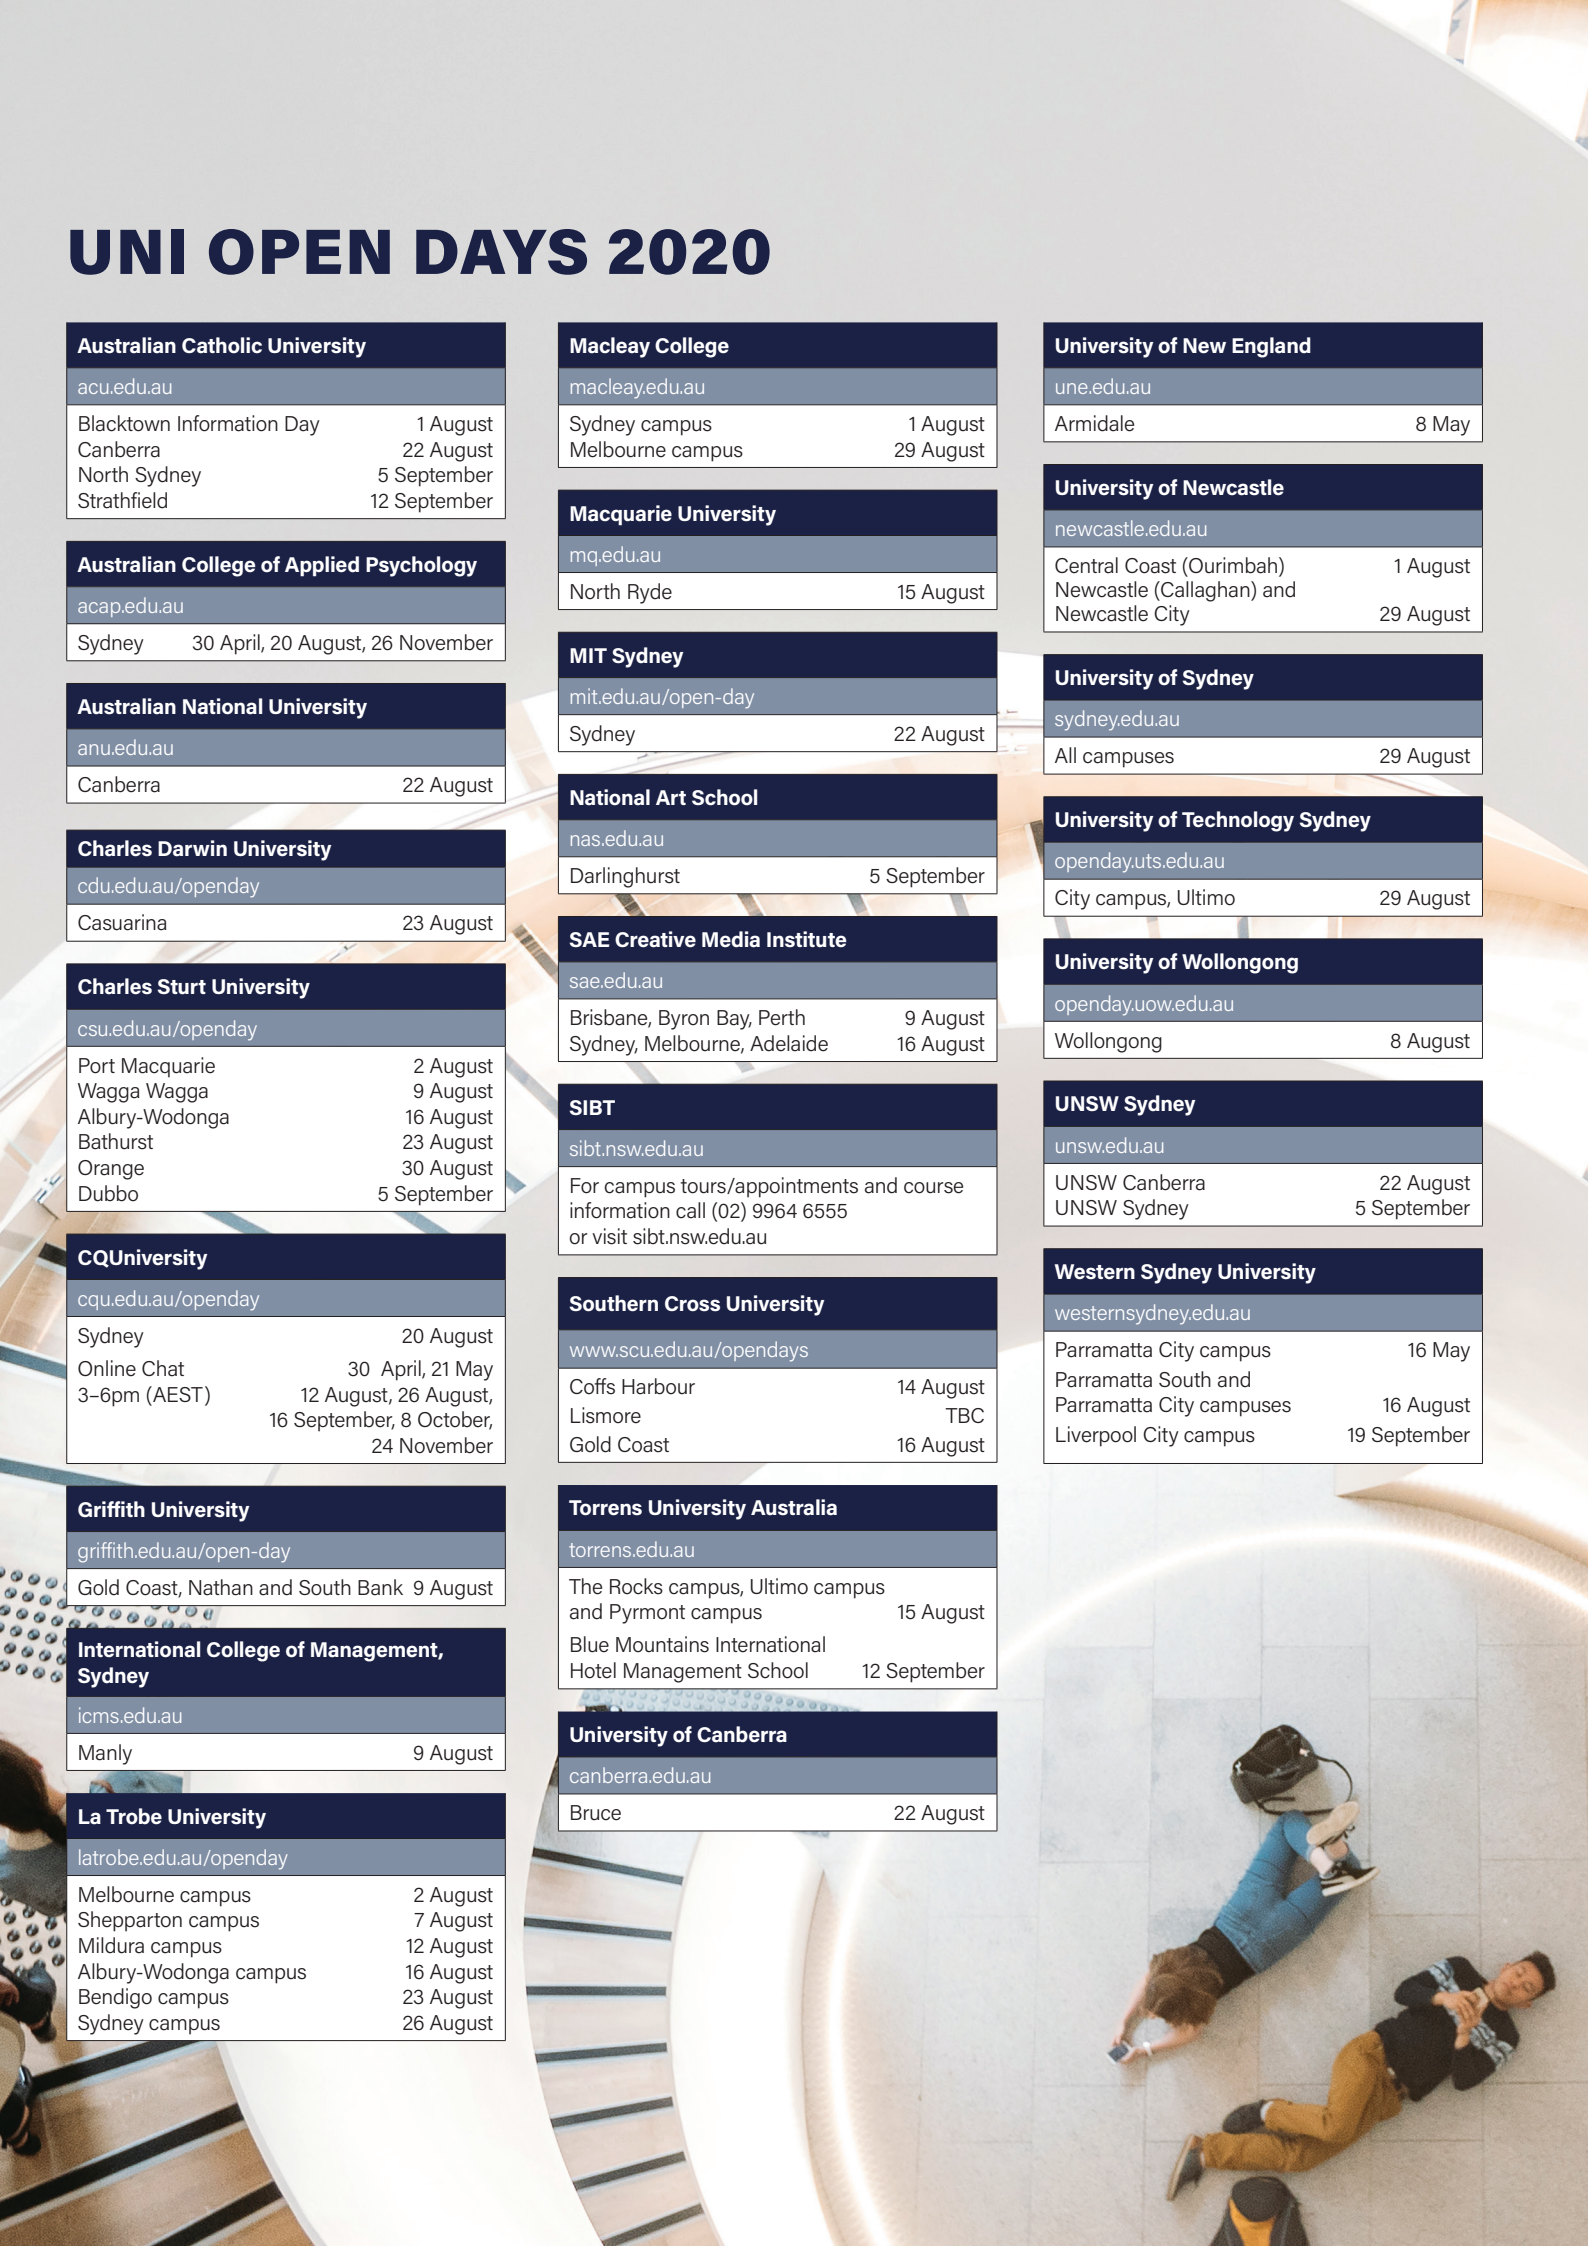 UNI OPEN DAYS 2020
Australian Catholic University
acu.edu.au
Blacktown Information Day 1 August
Canberra 22 August
North Sydney 5 September
Strathfield 12 September
Australian College of Applied Psychology
acap.edu.au
Sydney 30 April, 20 August, 26 November
Australian National University
anu.edu.au
Canberra 22 August
Charles Darwin University
cdu.edu.au/openday
Casuarina 23 August
Charles Sturt University
csu.edu.au/openday
Port Macquarie 2 August
Wagga Wagga 9 August
Albury-Wodonga 16 August
Bathurst 23 August
Orange 30 August
Dubbo 5 September
CQUniversity
cqu.edu.au/openday
Sydney 20 August
Online Chat 30 April, 21 May
3–6pm (AEST) 12 August, 26 August,
16 September, 8 October,
24 November
Griffith University
griffith.edu.au/open-day
Gold Coast, Nathan and South Bank 9 August
International College of Management,
Sydney
icms.edu.au
Manly 9 August
La Trobe University
latrobe.edu.au/openday
Melbourne campus 2 August
Shepparton campus 7 August
Mildura campus 12 August
Albury-Wodonga campus 16 August
Bendigo campus 23 August
Sydney campus 26 August
Macleay College
macleay.edu.au
Sydney campus 1 August
Melbourne campus 29 August
Macquarie University
mq.edu.au
North Ryde 15 August
MIT Sydney
mit.edu.au/open-day
Sydney 22 August
National Art School
nas.edu.au
Darlinghurst 5 September
SAE Creative Media Institute
sae.edu.au
Brisbane, Byron Bay, Perth 9 August
Sydney, Melbourne, Adelaide 16 August
SIBT
sibt.nsw.edu.au
For campus tours/appointments and course
information call (02) 9964 6555
or visit sibt.nsw.edu.au
Southern Cross University
www.scu.edu.au/opendays
Coffs Harbour 14 August
Lismore TBC
Gold Coast 16 August
Torrens University Australia
torrens.edu.au
The Rocks campus, Ultimo campus
and Pyrmont campus 15 August
Blue Mountains International
Hotel Management School 12 September
University of Canberra
canberra.edu.au
Bruce 22 August
University of New England
une.edu.au
Armidale 8 May
University of Newcastle
newcastle.edu.au
Central Coast (Ourimbah) 1 August
Newcastle (Callaghan) and
Newcastle City 29 August
University of Sydney
sydney.edu.au
All campuses 29 August
University of Technology Sydney
openday.uts.edu.au
City campus, Ultimo 29 August
University of Wollongong
openday.uow.edu.au
Wollongong 8 August
UNSW Sydney
unsw.edu.au
UNSW Canberra 22 August
UNSW Sydney 5 September
Western Sydney University
westernsydney.edu.au
Parramatta City campus 16 May
Parramatta South and
Parramatta City campuses 16 August
Liverpool City campus 19 September